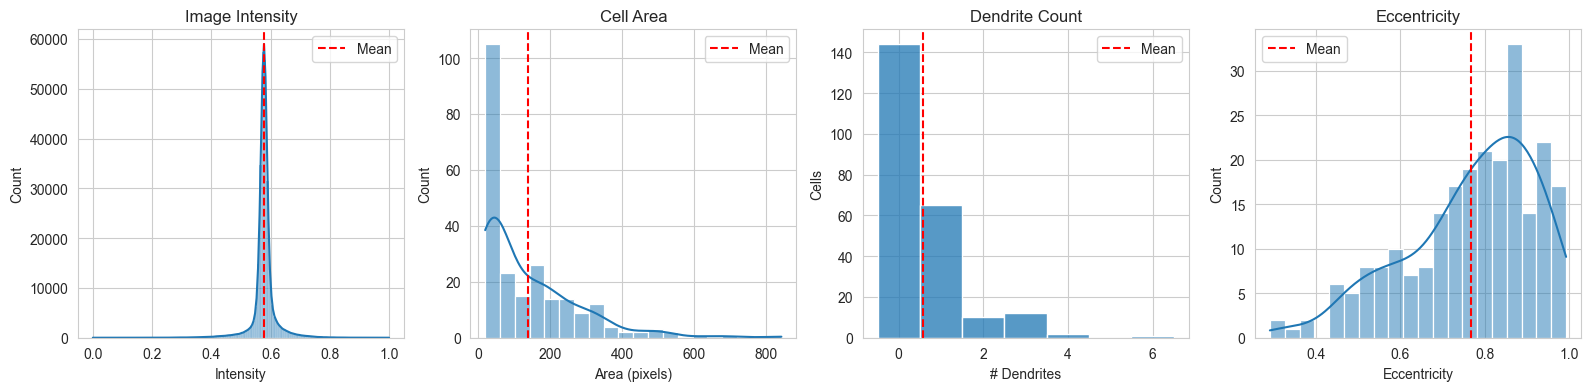 Image Intensity
60000
50000
40000
30000
20000
10000
0
Count
Mean
0.0 0.2 0.4 0.6 0.8 1.0
Intensity
Cell Area
100
80
60
40
20
0
Count
Mean
0 200 400 600 800
Area (pixels)
Dendrite Count
140
120
100
80
60
40
20
0
Cells
Mean
0 2 4 6
# Dendrites
Eccentricity
30
25
20
15
10
5
0
Count
Mean
0.4 0.6 0.8 1.0
Eccentricity